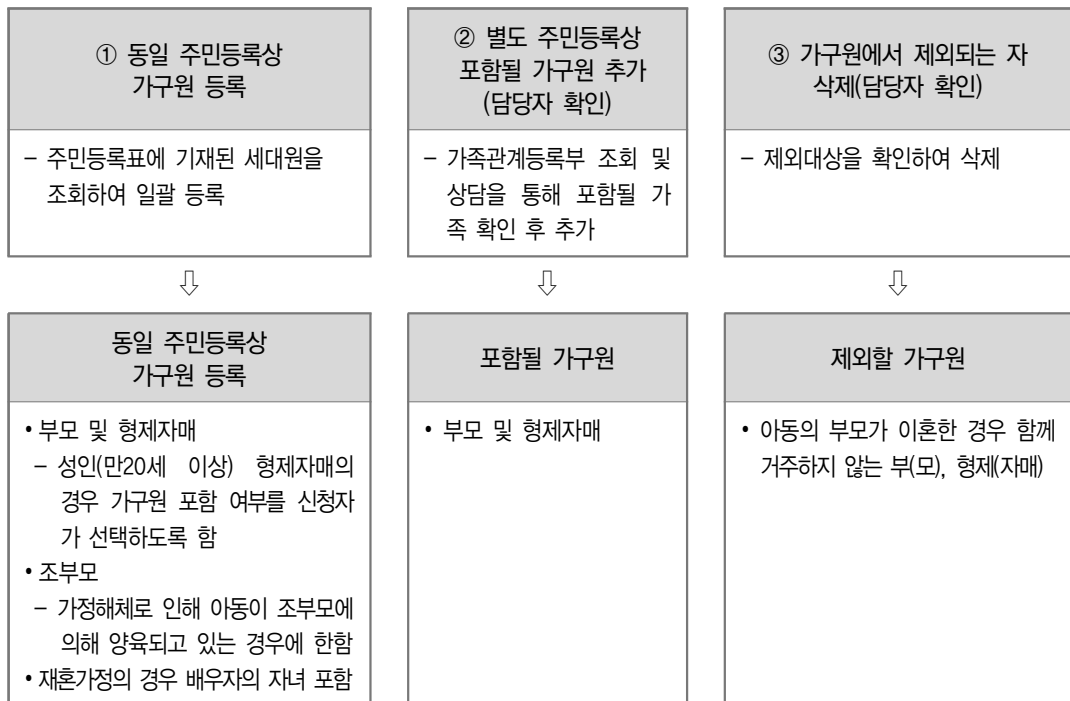 ① 동일 주민등록상
가구원 등록
– 주민등록표에 기재된 세대원을
조회하여 일괄 등록
② 별도 주민등록상
포함될 가구원 추가
(담당자 확인)
– 가족관계등록부 조회 및
상담을 통해 포함될 가
족 확인 후 추가
③ 가구원에서 제외되는 자
삭제(담당자 확인)
– 제외대상을 확인하여 삭제
⇩
⇩
⇩
동일 주민등록상
가구원 등록
• 부모 및 형제자매
– 성인(만20세 이상) 형제자매의
경우 가구원 포함 여부를 신청자
가 선택하도록 함
• 조부모
– 가정해체로 인해 아동이 조부모에
의해 양육되고 있는 경우에 한함
• 재혼가정의 경우 배우자의 자녀 포함
포함될 가구원
• 부모 및 형제자매
제외할 가구원
• 아동의 부모가 이혼한 경우 함께
거주하지 않는 부(모), 형제(자매)